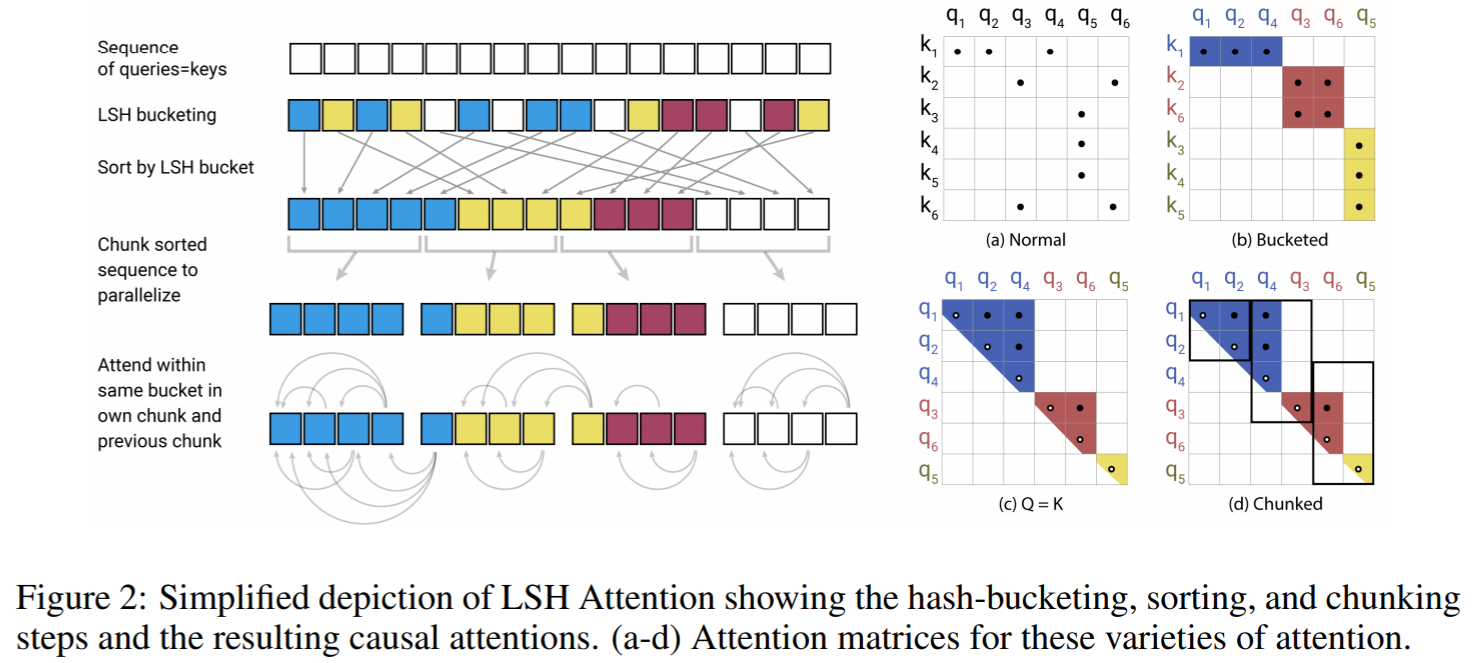 Sequence
of queries=keys
LSH bucketing
Sort by LSH bucket
Chunk sorted
sequence to
parallelize
Attend within
same bucket in
own chunk and
previous chunk
q1 q2 q3 q4 q5 q6
k1
k2
k3
k4
k5
k6
(a) Normal
q1 q2 q4 q3 q6 q5
k1
k2
k6
k3
k4
k5
(b) Bucketed
q1 q2 q4 q3 q6 q5
q1
q2
q4
q3
q6
q5
(c) Q = K
q1 q2 q4 q3 q6 q5
q1
q2
q4
q3
q6
q5
(d) Chunked
Figure 2: Simplified depiction of LSH Attention showing the hash-bucketing, sorting, and chunking
steps and the resulting causal attentions. (a-d) Attention matrices for these varieties of attention.